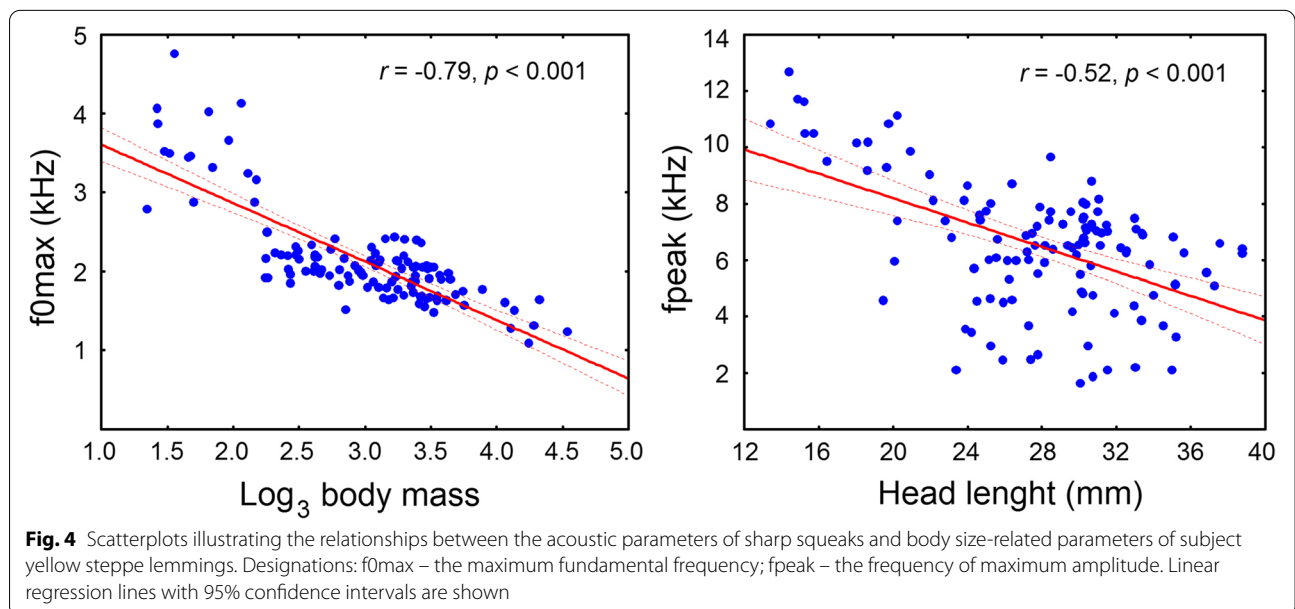 5
4
3
2
1
f0max (kHz)
r = -0.79, p < 0.001
1.0 1.5 2.0 2.5 3.0 3.5 4.0 4.5 5.0
Log₃ body mass
14
12
10
8
6
4
2
fpeak (kHz)
r = -0.52, p < 0.001
12 16 20 24 28 32 36 40
Head lenght (mm)
Fig. 4 Scatterplots illustrating the relationships between the acoustic parameters of sharp squeaks and body size-related parameters of subject
yellow steppe lemmings. Designations: f0max – the maximum fundamental frequency; fpeak – the frequency of maximum amplitude. Linear
regression lines with 95% confidence intervals are shown